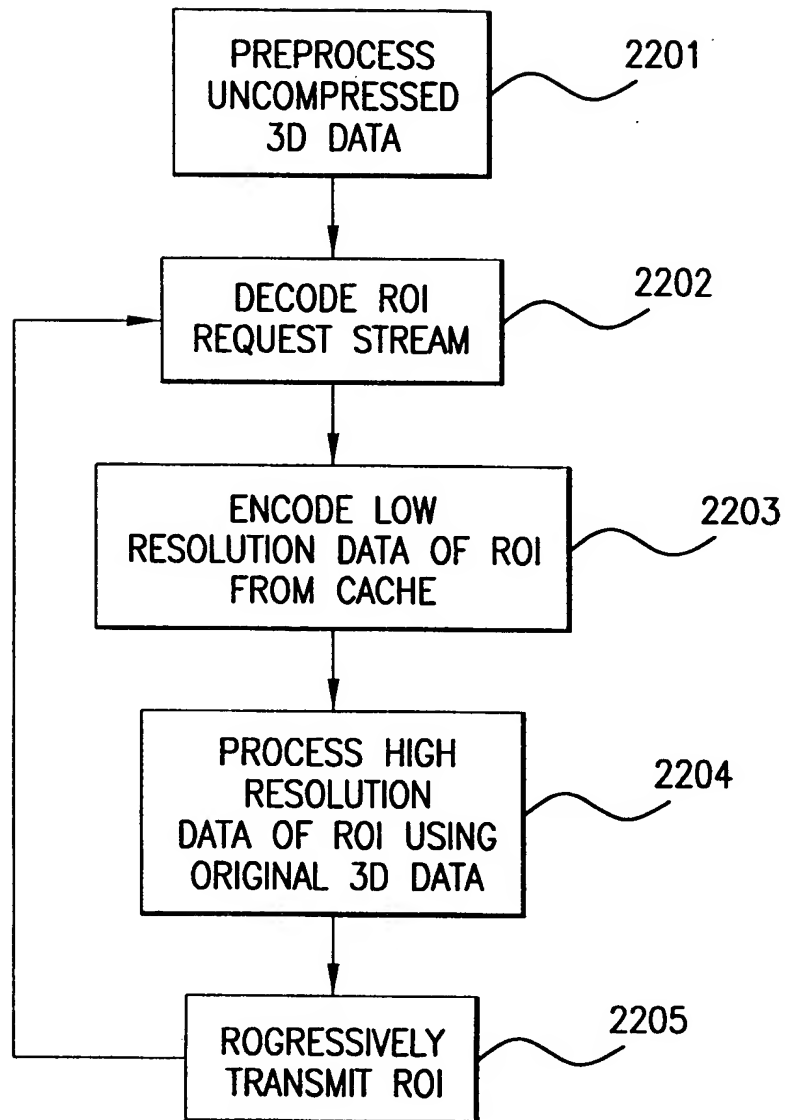 PREPROCESS
UNCOMPRESSED
3D DATA
2201
DECODE ROI
REQUEST STREAM
2202
ENCODE LOW
RESOLUTION DATA OF ROI
FROM CACHE
2203
PROCESS HIGH
RESOLUTION
DATA OF ROI USING
ORIGINAL 3D DATA
2204
ROGRESSIVELY
TRANSMIT ROI
2205